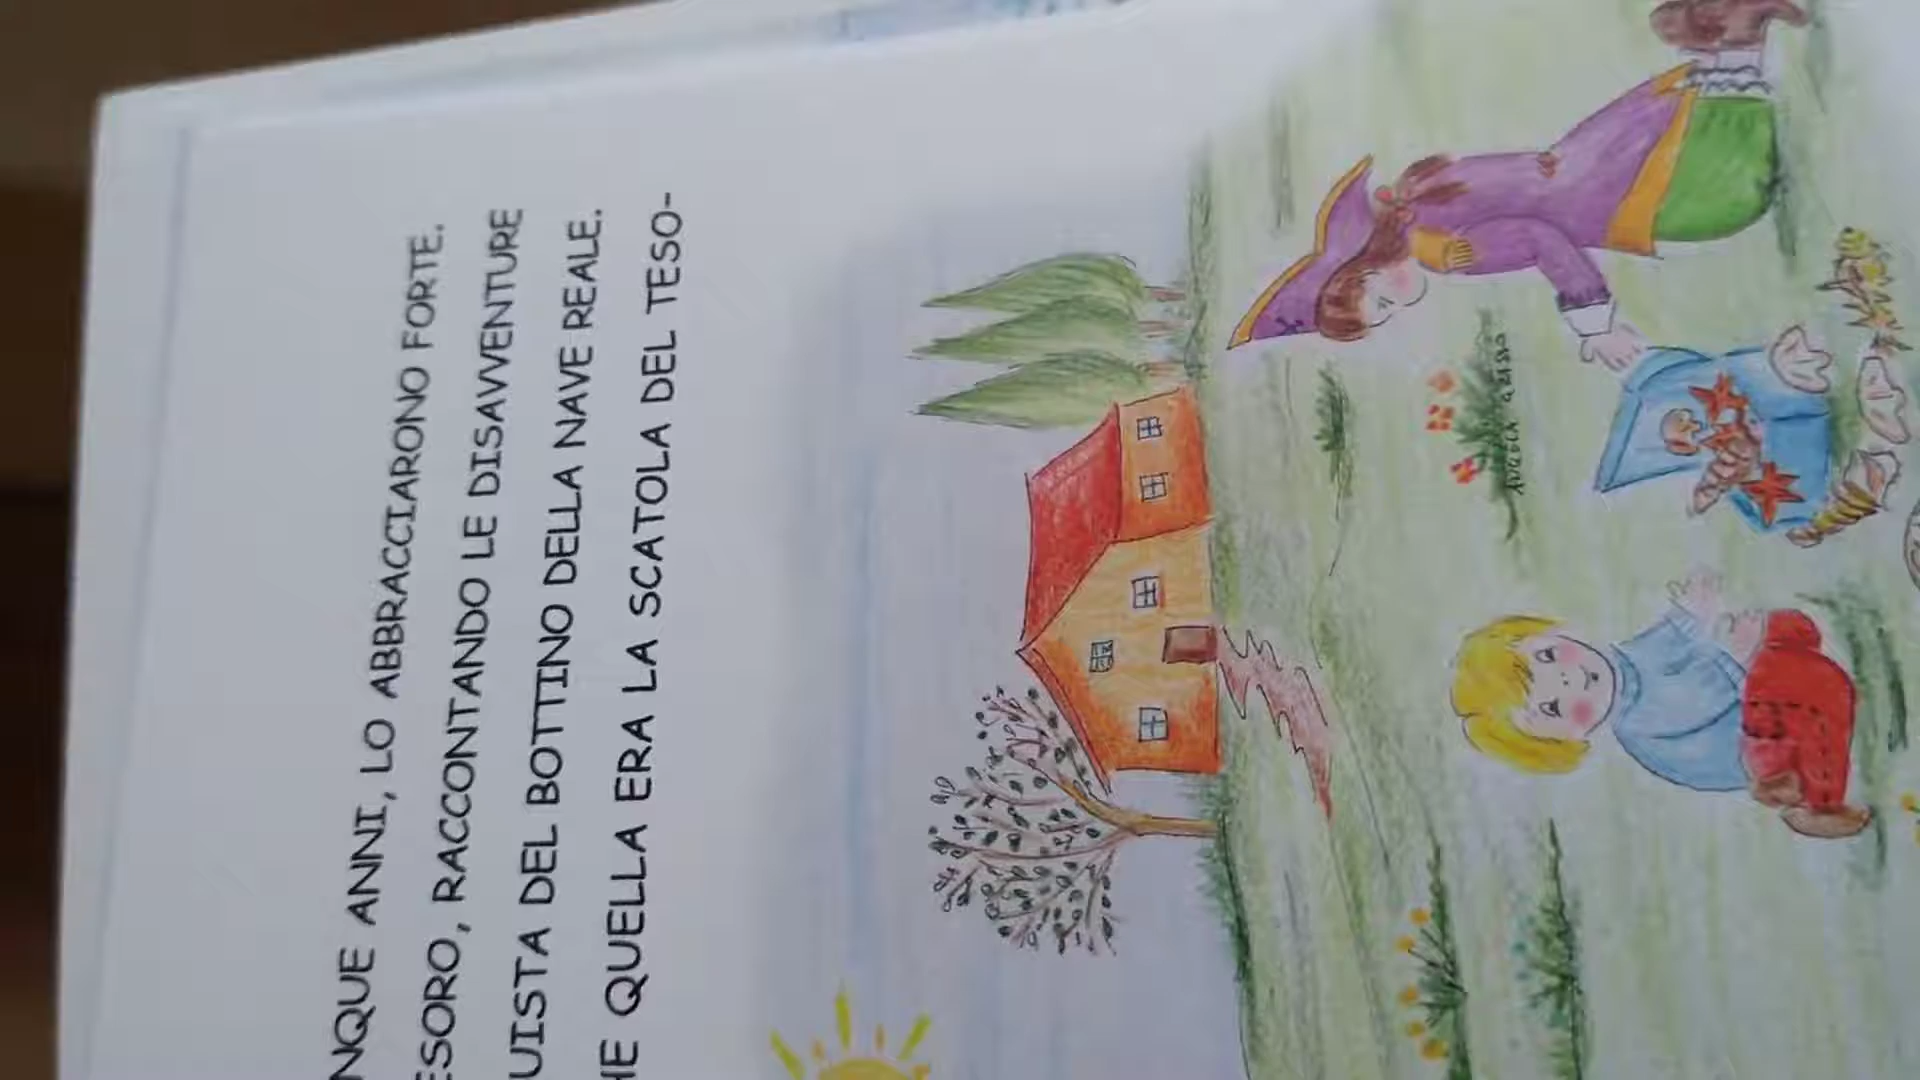 NQUE ANNI, LO ABBRACCIARONO FORTE.
ESORO, RACCONTANDO LE DISAVVENTURE
UISTA DEL BOTTINO DELLA NAVE REALE.
HE QUELLA ERA LA SCATOLA DEL TESO-